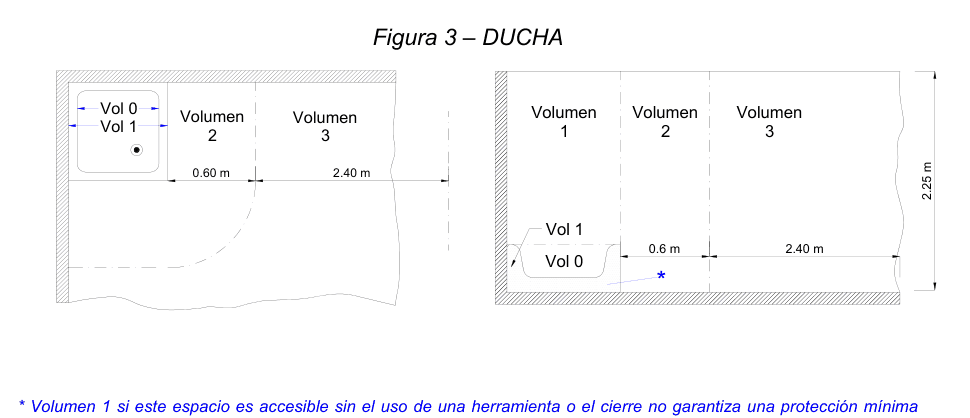 Figura 3 – DUCHA
Vol 0
Vol 1
Volumen
2
Volumen
3
0.60 m
2.40 m
Volumen
1
Volumen
2
Volumen
3
2.25 m
Vol 1
Vol 0
0.6 m
2.40 m
*
* Volumen 1 si este espacio es accesible sin el uso de una herramienta o el cierre no garantiza una protección mínima